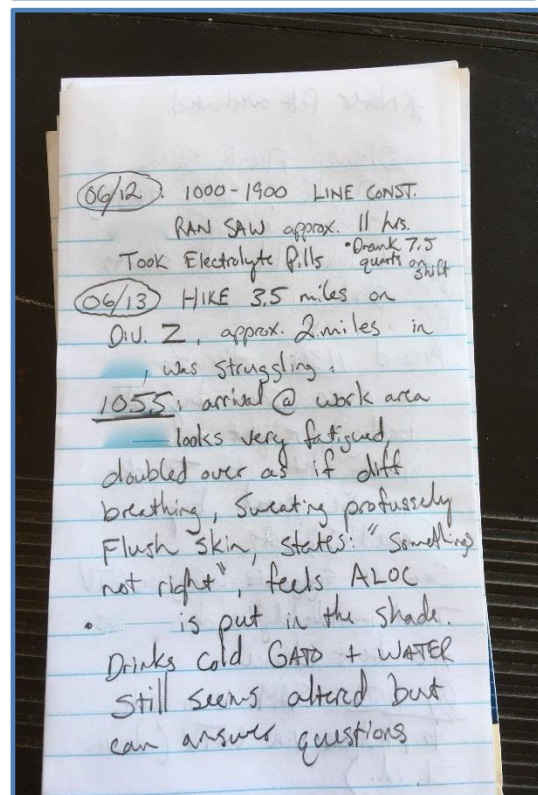 06/12. 1000-1900 LINE CONST.
RAN SAW approx. 11 hrs.
Took Electrolyte Pills • Drank 7.5 quarts on shift
06/13 HIKE 3.5 miles on
DIV. Z, approx. 2 miles in
, was struggling.
1055: arrival @ work area
looks very fatigued,
doubled over as if diff
breathing, Sweating profussely
Flush Skin, states: "Somethings
not right", feels ALOC
• is put in the shade.
Drinks Cold GATO + WATER
Still seems altered but
can answer questions